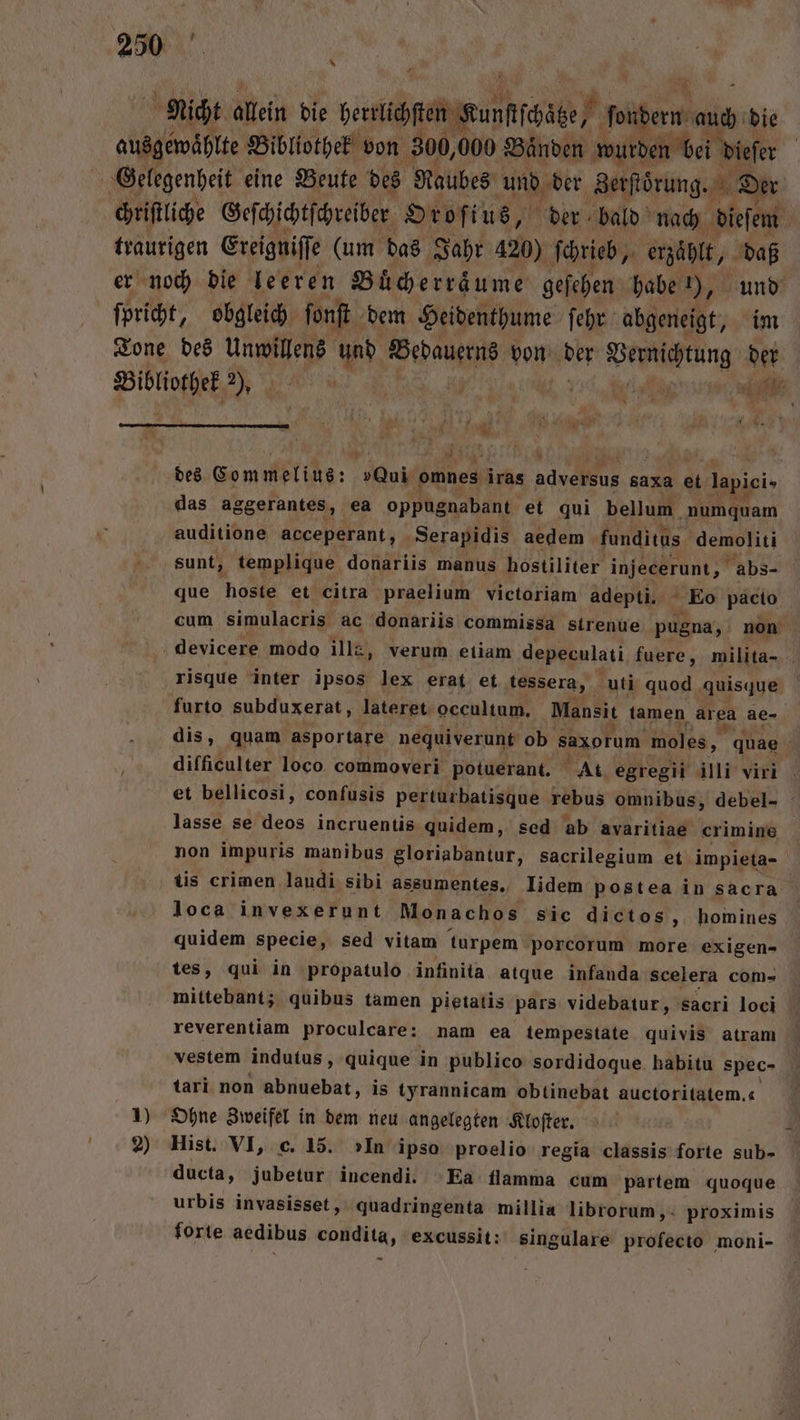 250
Nicht allein die herrlichſten Kunſtſchåtze, ſondern auch die
ausgewåhlte Bibliothek von 300,000 Bånden wurden bei dieſer
Gelegenheit eine Beute des Raubes und der Zerſtörung. Der
chriſtliche Geſchichtſchreiber Oroſius, der bald nach dieſem
traurigen Ereigniſſe (um das Jahr 420) ſchrieb, erzåhlt, daß
er noch die leeren Bůcherråume geſehen habe 1), und
ſpricht, obgleich ſonſt dem Heidenthume ſehr abgeneigt, im
Tone des Unwillens und Bedauerns von der Vernichtung der
Bibliothek 2).
des Commelius: »Qui omnes iras adversus saxa et lapici-
das aggerantes, ea oppugnabant et qui bellum numquam
auditione acceperant, Serapidis aedem funditus demoliti
sunt, templique donariis manus hostiliter injecerunt, abs-
que hoste et citra praelium victoriam adepti. Eo pacto
cum simulacris ac donariis commissa strenue pugna, non
devicere modo illa, verum etiam depeculati fuere, milita-
risque inter ipsos lex erat et tessera, uti quod quisque
furto subduxerat, lateret occultum. Mansit tamen area ae-
dis, quam asportare nequiverunt ob saxorum moles, quae
difficulter loco commoveri potuerant. At egregii illi viri
et bellicosi, confusis perturbatisque rebus omnibus, debel-
lasse se deos incruentis quidem, sed ab avaritiae crimine
non impuris manibus gloriabantur, sacrilegium et impieta-
tis crimen laudi sibi assumentes. Iidem postea in sacra
loca invexerunt Monachos sic dictos, homines
quidem specie, sed vitam turpem porcorum more exigen-
tes, qui in propatulo infinita atque infanda scelera com-
mittebant; quibus tamen pietatis pars videbatur, sacri loci
reverentiam proculcare: nam ea tempestate quivis atram
vestem indutus, quique in publico sordidoque habitu spec-
tari non abnuebat, is tyrannicam obtinebat auctoritatem.«
1) Ohne Zweifel in dem neu angelegten Kloſter.
2) Hist. VI, c. 15. »In ipso proelio regia classis forte sub-
ducta, jubetur incendi. Ea flamma cum partem quoque
urbis invasisset, quadringenta millia librorum, proximis
forte aedibus condita, excussit: singulare profecto moni-